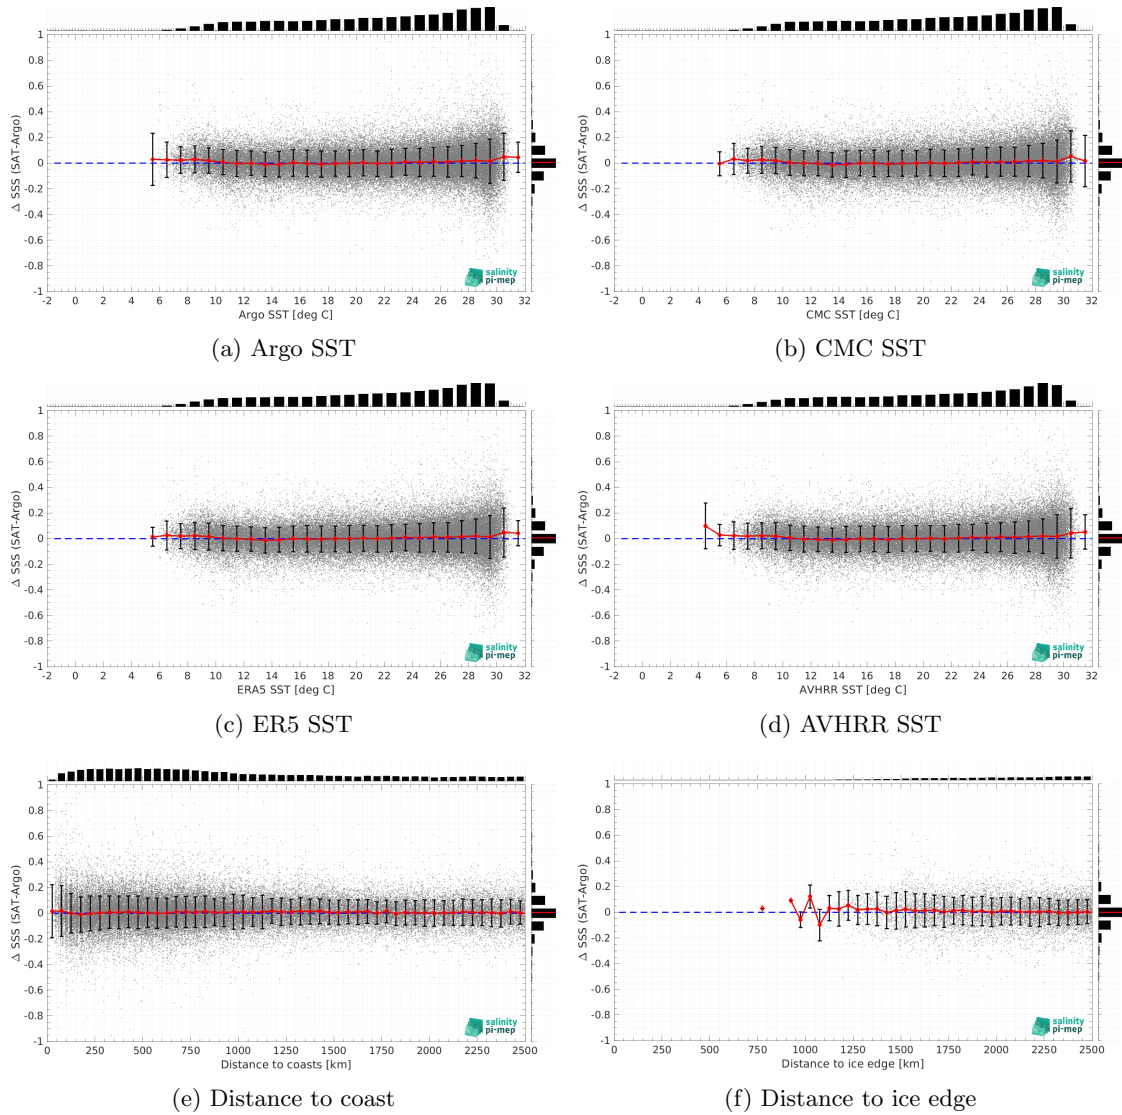 1
0.8
0.6
0.4
0.2
0
-0.2
-0.4
-0.6
-0.8
-1
Δ SSS (SAT-Argo)
-2 0 2 4 6 8 10 12 14 16 18 20 22 24 26 28 30 32
Argo SST [deg C]
salinity
pi-mep
(a) Argo SST
1
0.8
0.6
0.4
0.2
0
-0.2
-0.4
-0.6
-0.8
-1
Δ SSS (SAT-Argo)
-2 0 2 4 6 8 10 12 14 16 18 20 22 24 26 28 30 32
CMC SST [deg C]
salinity
pi-mep
(b) CMC SST
1
0.8
0.6
0.4
0.2
0
-0.2
-0.4
-0.6
-0.8
-1
Δ SSS (SAT-Argo)
-2 0 2 4 6 8 10 12 14 16 18 20 22 24 26 28 30 32
ERA5 SST [deg C]
salinity
pi-mep
(c) ER5 SST
1
0.8
0.6
0.4
0.2
0
-0.2
-0.4
-0.6
-0.8
-1
Δ SSS (SAT-Argo)
-2 0 2 4 6 8 10 12 14 16 18 20 22 24 26 28 30 32
AVHRR SST [deg C]
salinity
pi-mep
(d) AVHRR SST
1
0.8
0.6
0.4
0.2
0
-0.2
-0.4
-0.6
-0.8
-1
Δ SSS (SAT-Argo)
0 250 500 750 1000 1250 1500 1750 2000 2250 2500
Distance to coasts [km]
salinity
pi-mep
(e) Distance to coast
1
0.8
0.6
0.4
0.2
0
-0.2
-0.4
-0.6
-0.8
-1
Δ SSS (SAT-Argo)
0 250 500 750 1000 1250 1500 1750 2000 2250 2500
Distance to ice edge [km]
salinity
pi-mep
(f) Distance to ice edge